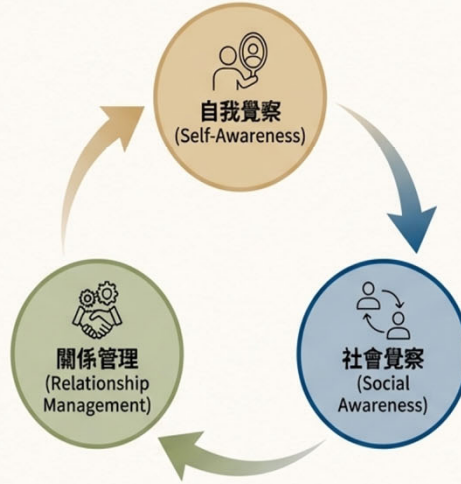 自我覺察
(Self-Awareness)
社會覺察
(Social
Awareness)
關係管理
(Relationship
Management)